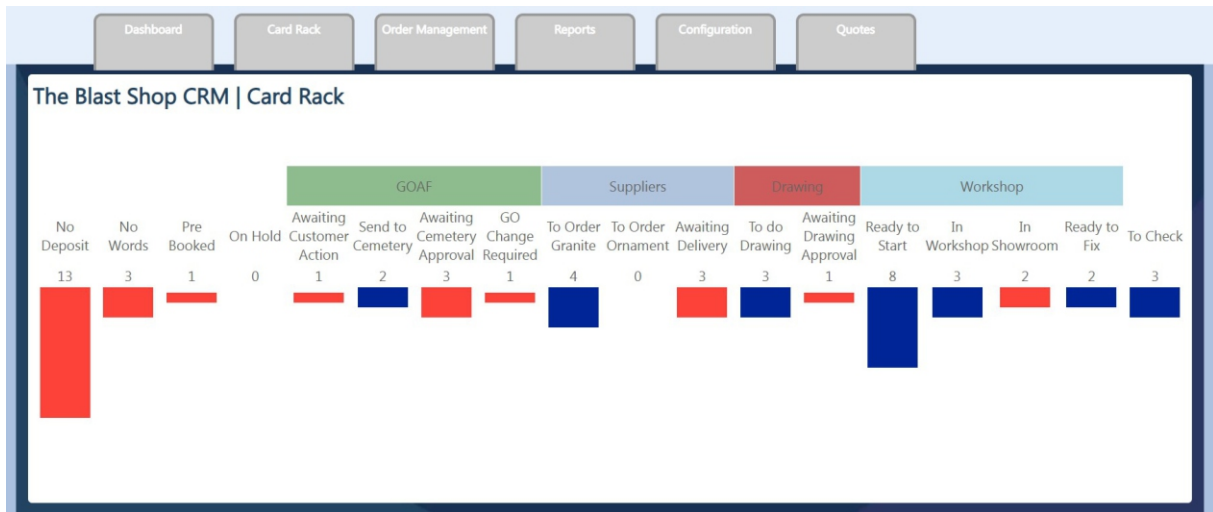 Dashboard Card Rack Order Management Reports Configuration Quotes
The Blast Shop CRM | Card Rack
GOAF Suppliers Drawing Workshop
No Deposit
No Words
Pre Booked
On Hold
Awaiting Customer Action
Send to Cemetery
Awaiting Cemetery Approval
GO Change Required
To Order Granite
To Order Ornament
Awaiting Delivery
To do Drawing
Awaiting Drawing Approval
Ready to Start
In Workshop
In Showroom
Ready to Fix
To Check
13 3 1 0 1 2 3 1 4 0 3 3 1 8 3 2 2 3